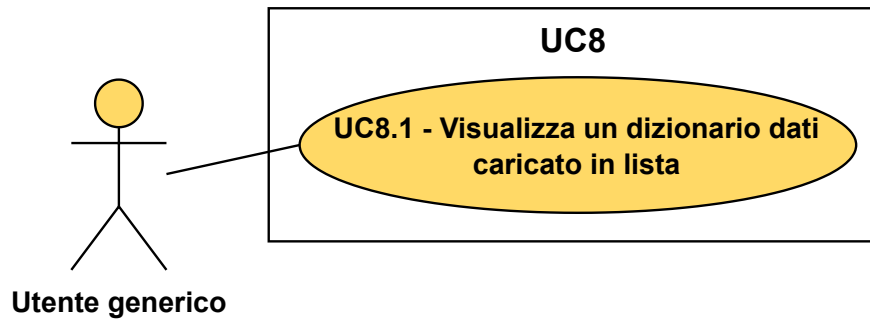 UC8
UC8.1 - Visualizza un dizionario dati
caricato in lista
Utente generico